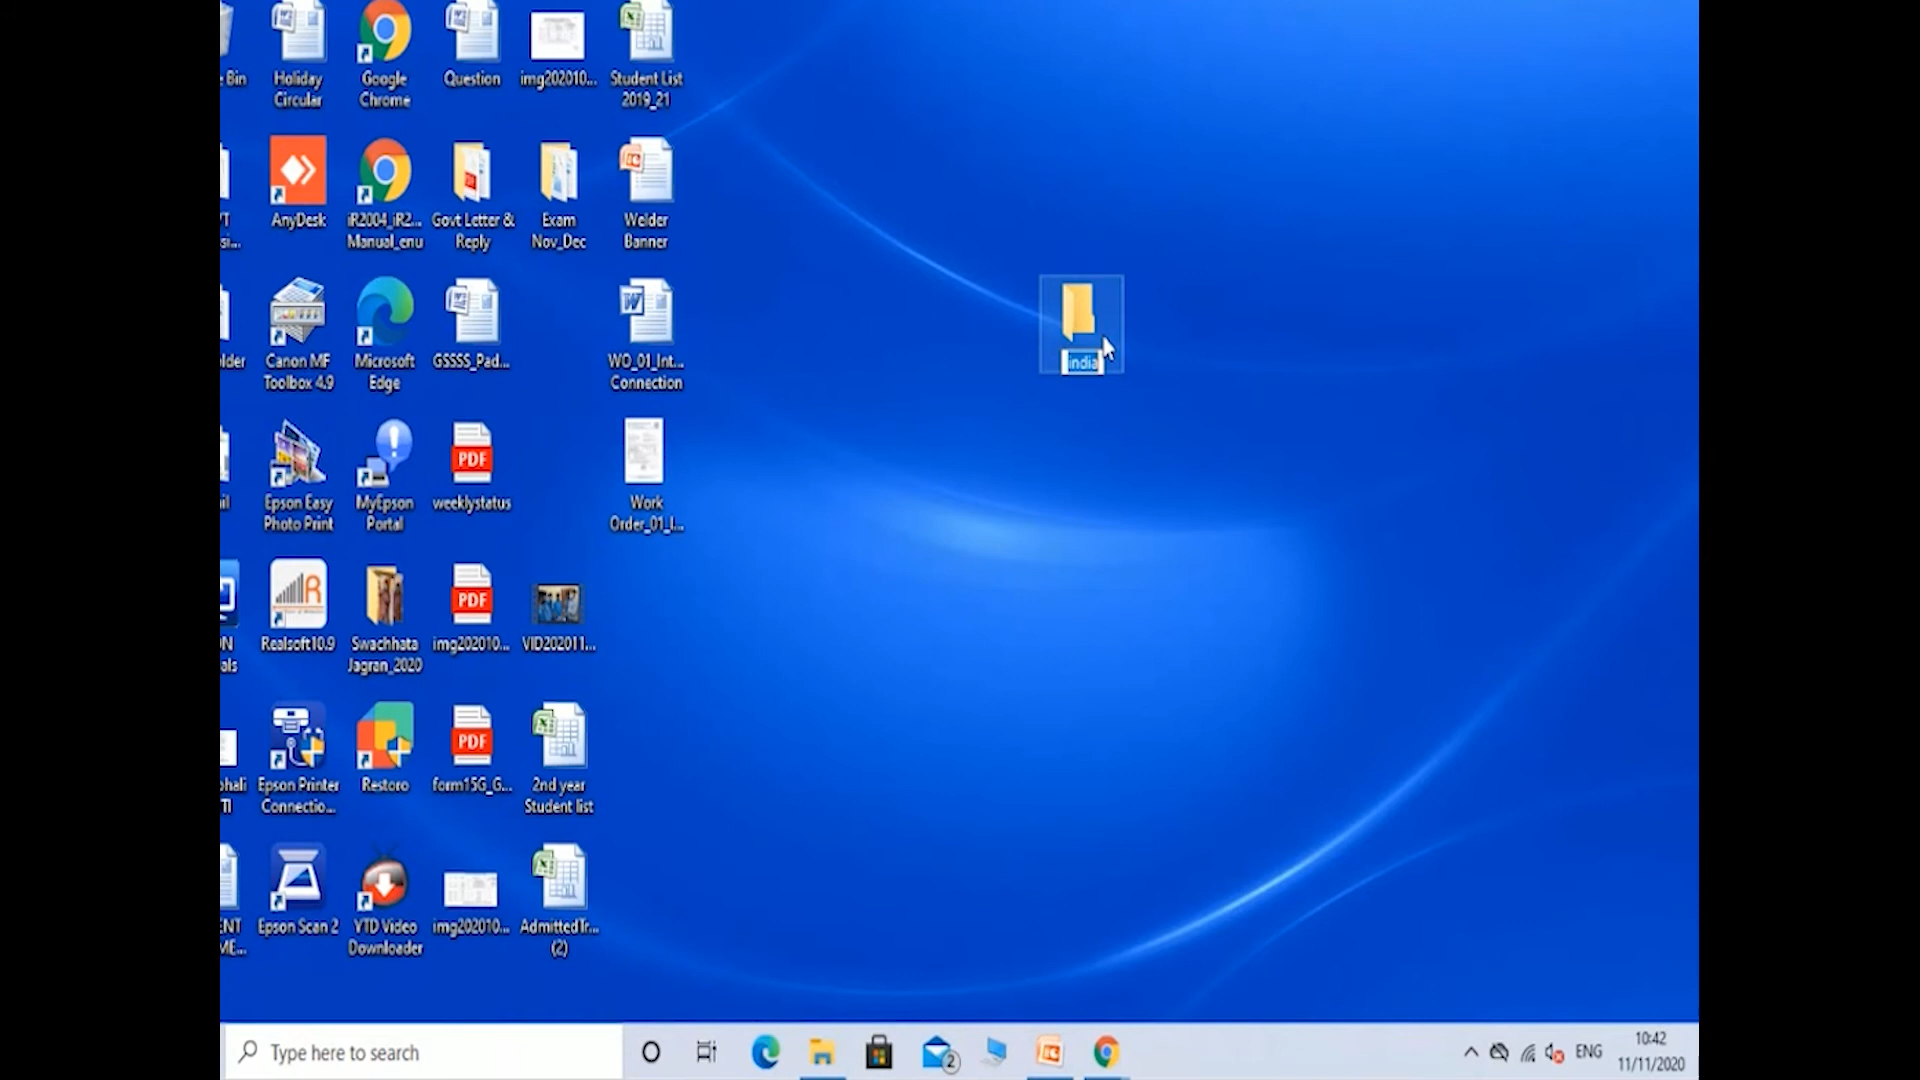 e Bin
Holiday
Circular
Google
Chrome
Question
img202010...
Student List
2019_21
AnyDesk
iR2004_iR2...
Manual_enu
Govt Letter &
Reply
Exam
Nov_Dec
Welder
Banner
india
lder
Canon MF
Toolbox 4.9
Microsoft
Edge
GSSSS_Pad...
WO_01_Int...
Connection
Epson Easy
Photo Print
MyEpson
Portal
PDF
weeklystatus
Work
Order_01_I...
Realsoft10.9
Swachhata
Jagran_2020
PDF
img202010...
VID202011...
Epson Printer
Connectio...
Restoro
PDF
form15G_G...
2nd year
Student list
Epson Scan 2
YTD Video
Downloader
img202010...
AdmittedTr...
(2)
Type here to search
2
ENG
10:42
11/11/2020